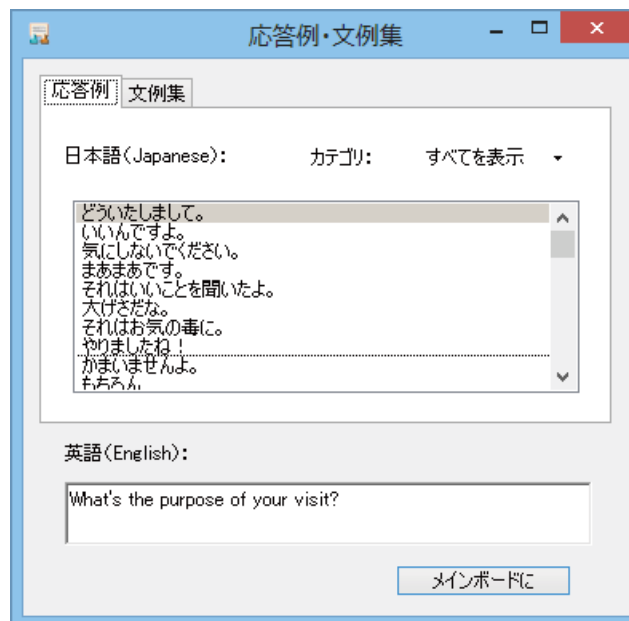 応答例・文例集
応答例 文例集
日本語(Japanese): カテゴリ: すべてを表示
どういたしまして。
いいんですよ。
気にしないでください。
まあまあです。
それはいいことを聞いたよ。
大げさだな。
それはお気の毒に。
やりましたね!
かまいませんよ。
もちろん
英語(English):
What's the purpose of your visit?
メインボードに